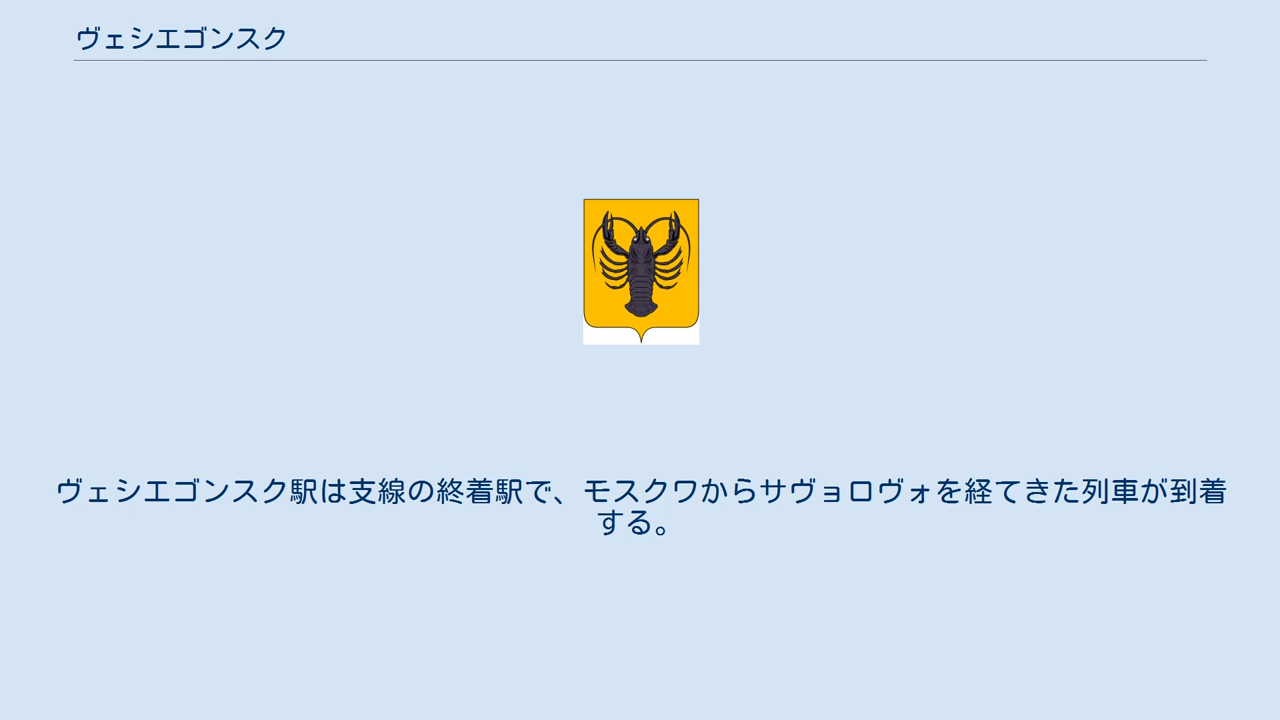 ヴェシエゴンスク
ヴェシエゴンスク駅は支線の終着駅で、モスクワからサヴョロヴォを経てきた列車が到着
する。